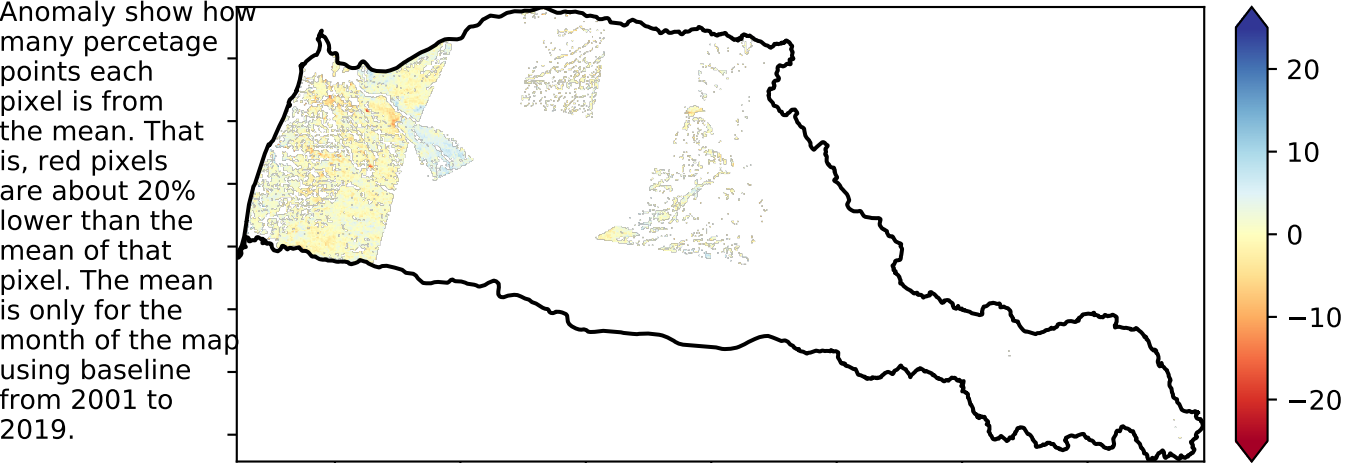 Anomaly show how
many percetage
points each
pixel is from
the mean. That
is, red pixels
are about 20%
lower than the
mean of that
pixel. The mean
is only for the
month of the map
using baseline
from 2001 to
2019.
20
10
0
−10
−20